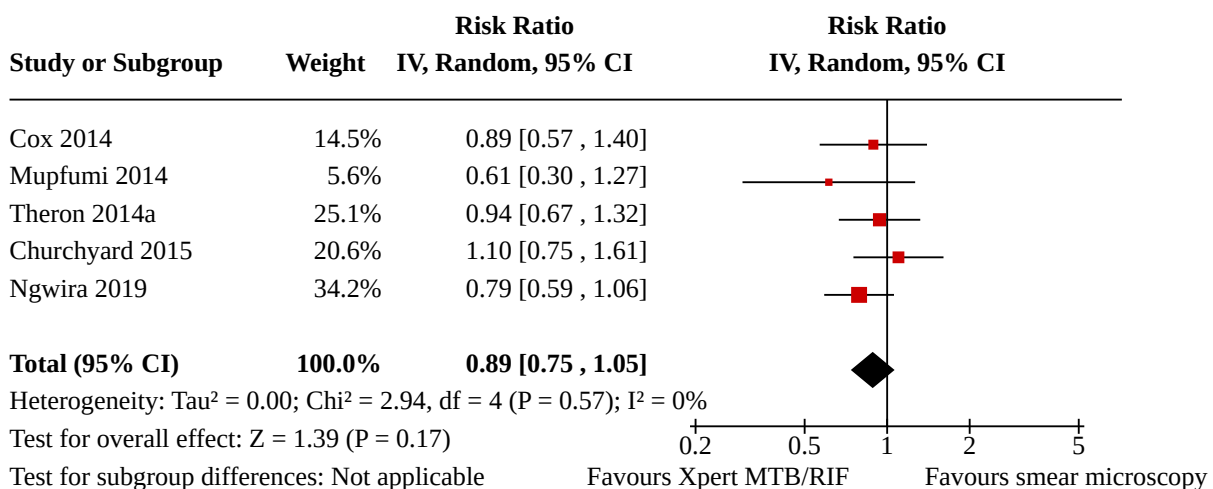 Risk Ratio Risk Ratio
Study or Subgroup Weight IV, Random, 95% CI IV, Random, 95% CI
Cox 2014 14.5% 0.89 [0.57 , 1.40]
Mupfumi 2014 5.6% 0.61 [0.30 , 1.27]
Theron 2014a 25.1% 0.94 [0.67 , 1.32]
Churchyard 2015 20.6% 1.10 [0.75 , 1.61]
Ngwira 2019 34.2% 0.79 [0.59 , 1.06]
Total (95% CI) 100.0% 0.89 [0.75 , 1.05]
Heterogeneity: Tau² = 0.00; Chi² = 2.94, df = 4 (P = 0.57); I² = 0%
Test for overall effect: Z = 1.39 (P = 0.17) 0.2 0.5 1 2 5
Test for subgroup differences: Not applicable Favours Xpert MTB/RIF Favours smear microscopy